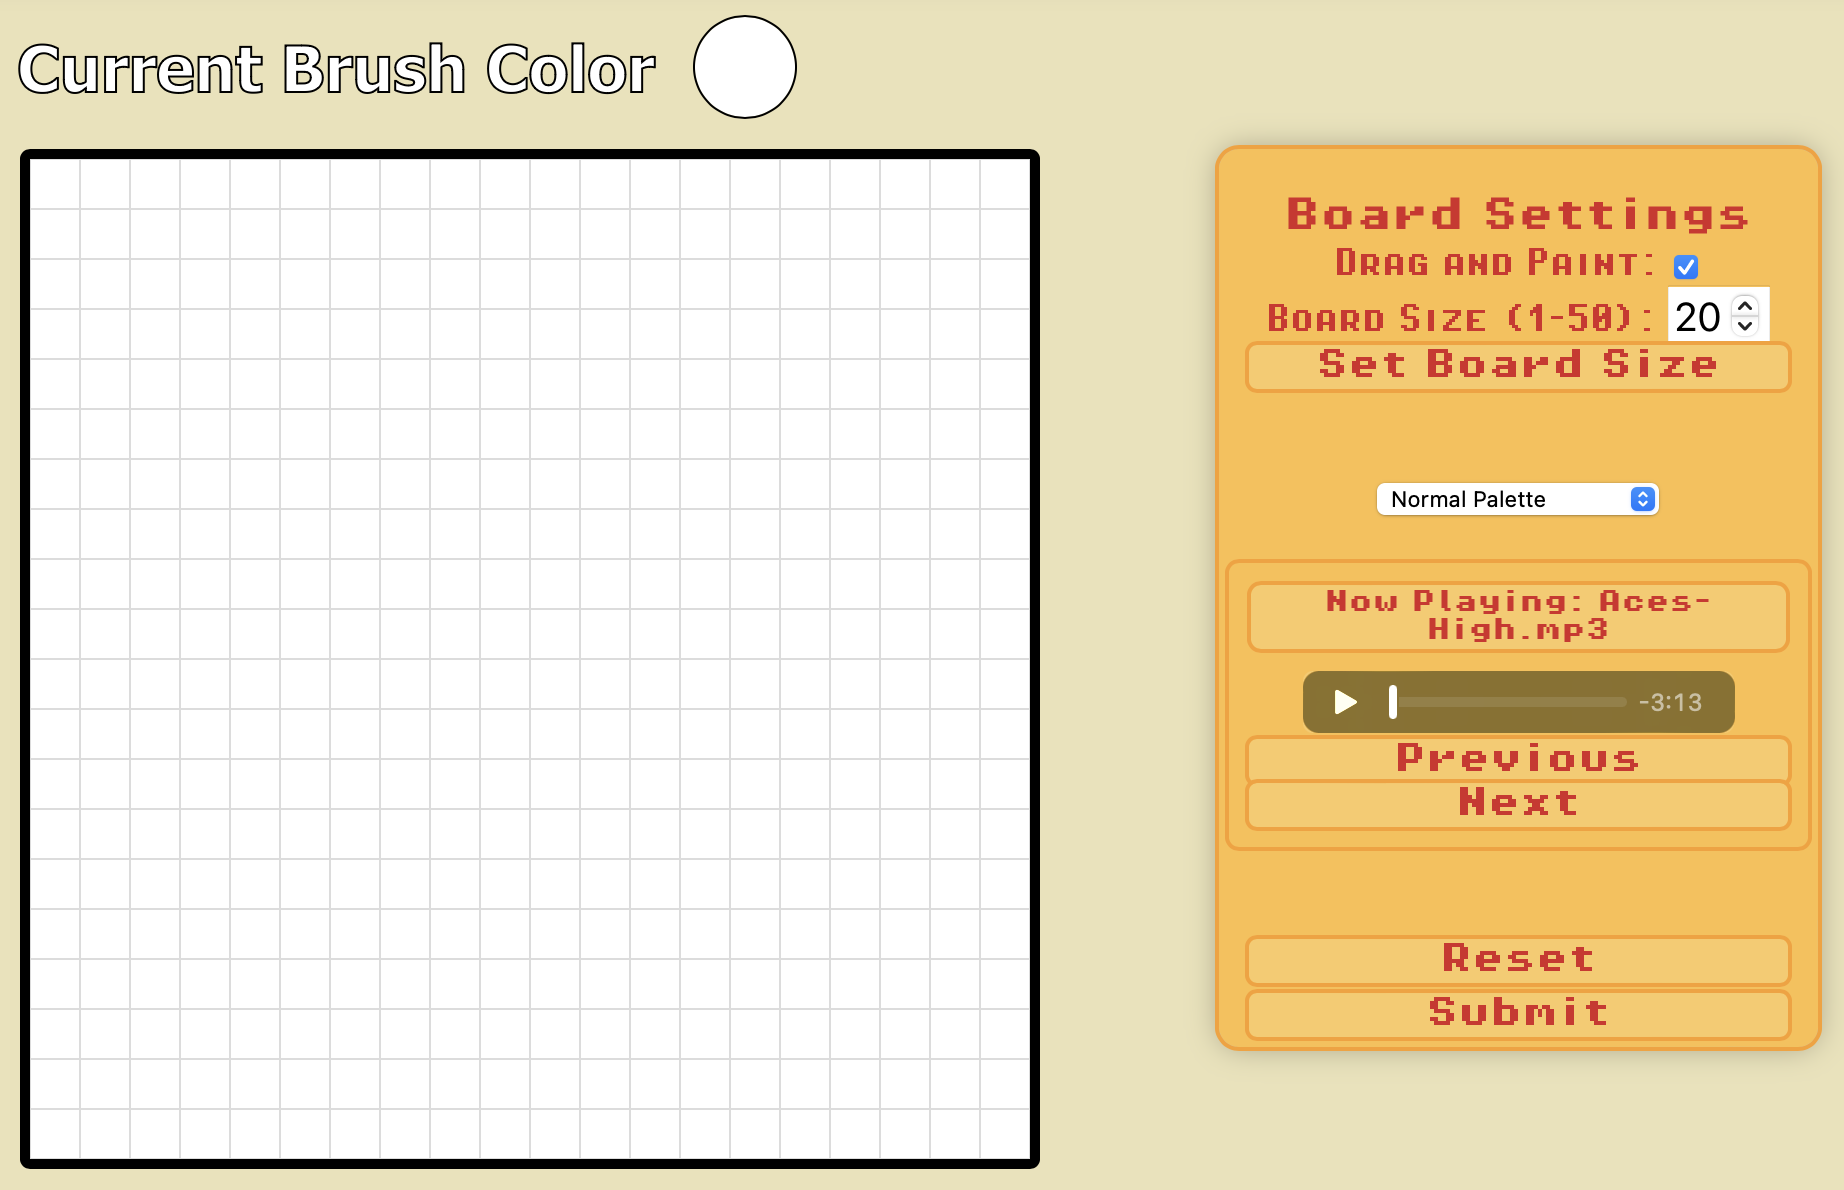 Current Brush Color
Board Settings
Drag and Paint:
Board Size (1-50): 20
Set Board Size
Normal Palette
Now Playing: Aces-
High.mp3
-3:13
Previous
Next
Reset
Submit